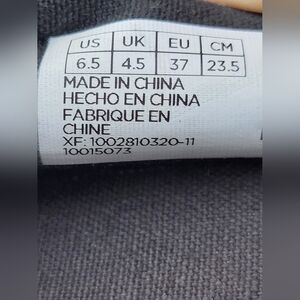 US UK EU CM
6.5 4.5 37 23.5
MADE IN CHINA
HECHO EN CHINA
FABRIQUE EN
CHINE
XF: 1002810320-11
10015073